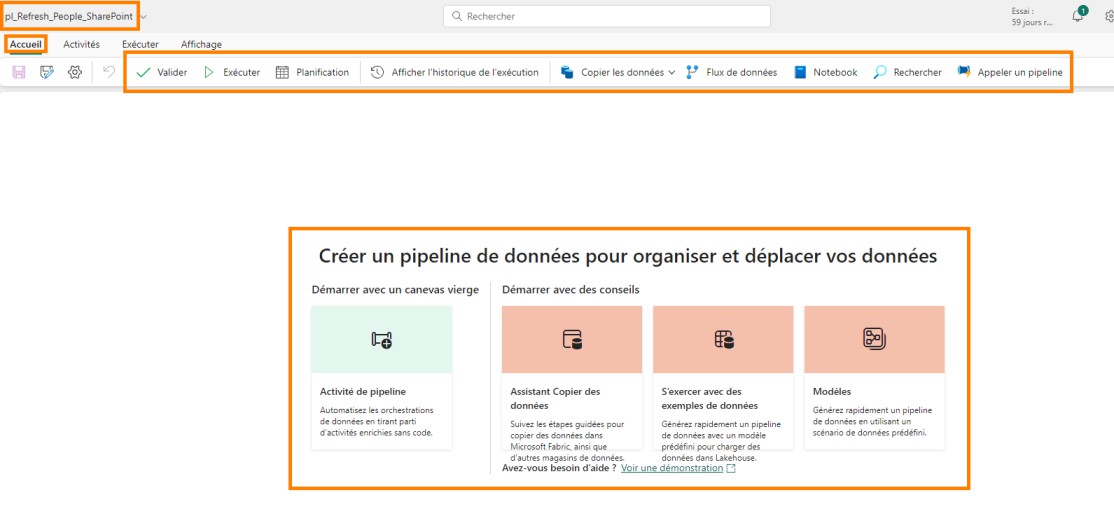 pl_Refresh_People_SharePoint
Rechercher
Essai :
59 jours r...
1
Accueil Activités Exécuter Affichage
Valider Exécuter Planification Afficher l'historique de l'exécution Copier les données Flux de données Notebook Rechercher Appeler un pipeline
Créer un pipeline de données pour organiser et déplacer vos données
Démarrer avec un canevas vierge
Activité de pipeline
Automatisez les orchestrations
de données en tirant parti
d'activités enrichies sans code.
Démarrer avec des conseils
Assistant Copier des
données
Suivez les étapes guidées pour
copier des données dans
Microsoft Fabric, ainsi que
d'autres magasins de données.
S'exercer avec des
exemples de données
Générez rapidement un pipeline
de données avec un modèle
prédéfini pour charger des
données dans Lakehouse.
Modèles
Générez rapidement un pipeline
de données en utilisant un
scénario de données prédéfini.
Avez-vous besoin d'aide ? Voir une démonstration